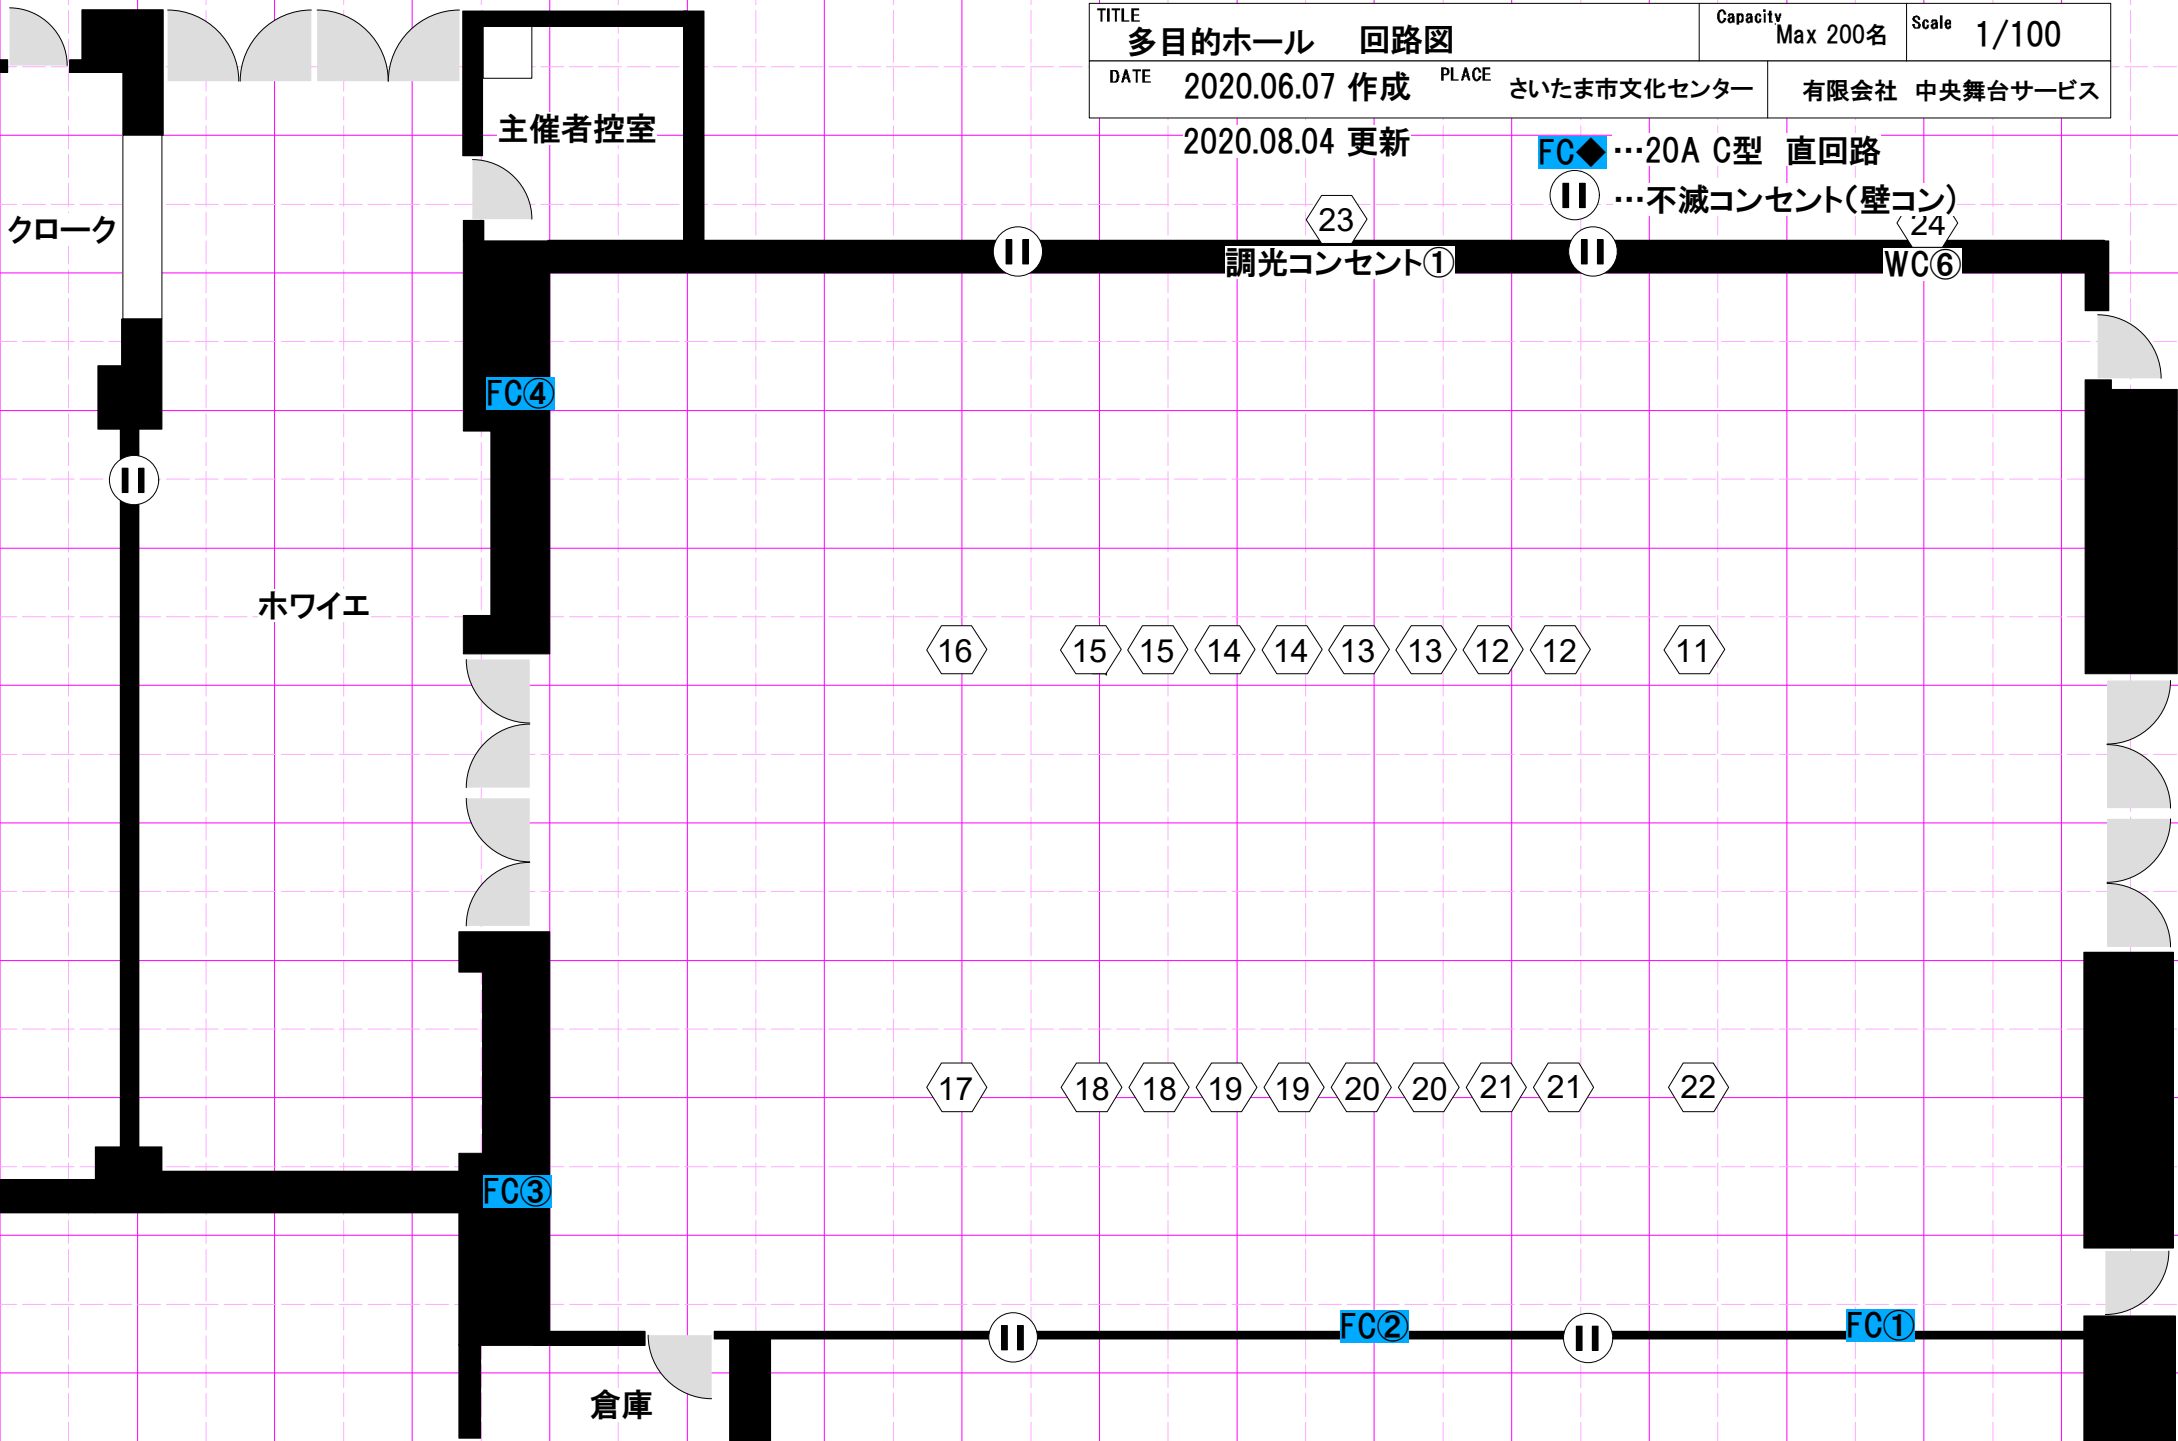 TITLE
多目的ホール 回路図
Capacity Max 200名
Scale 1/100
DATE 2020.06.07 作成
PLACE さいたま市文化センター
有限会社 中央舞台サービス
2020.08.04 更新
FC◆ …20A C型 直回路
…不滅コンセント(壁コン)
主催者控室
クローク
23
24
調光コンセント①
WC⑥
FC④
ホワイエ
16 15 15 14 14 13 13 12 12 11
17 18 18 19 19 20 20 21 21 22
FC③
FC② FC①
倉庫